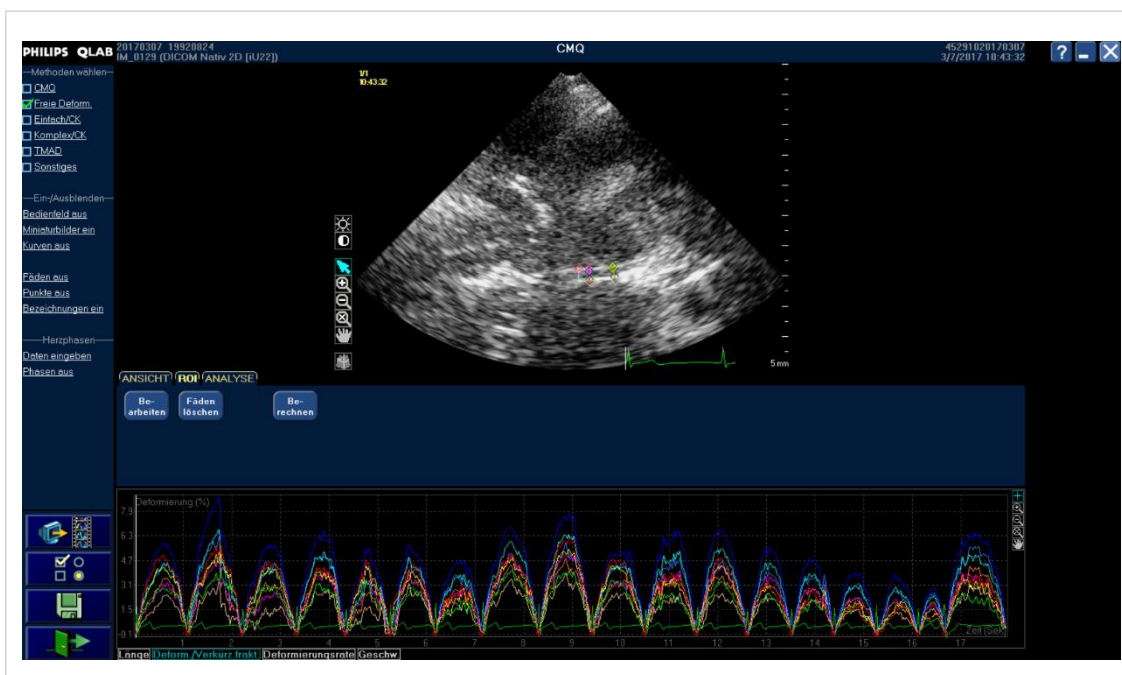 PHILIPS QLAB
20170307 19920824
IM_0129 (DICOM Nativ 2D [iU22])
CMQ
45291020170307
3/7/2017 10:43:32
?
Methoden wählen
CMQ
Freie Deform.
Einfach/CK
Komplex/CK
TMAD
Sonstiges
Ein-/Ausblenden
Bedienfeld aus
Miniaturbilder ein
Kurven aus
Fäden aus
Punkte aus
Bezeichnungen ein
Herzphasen
Daten eingeben
Phasen aus
1/1
10:43:32
5 mm
ANSICHT ROI ANALYSE
Be-
arbeiten
Fäden
löschen
Be-
rechnen
Deformierung (%)
7.9
6.3
4.7
3.1
1.5
-0.1
1 2 3 4 5 6 7 8 9 10 11 12 13 14 15 16 17
Zeit (Sek)
Länge Deform./Verkürz.frakt. Deformierungsrate Geschw.